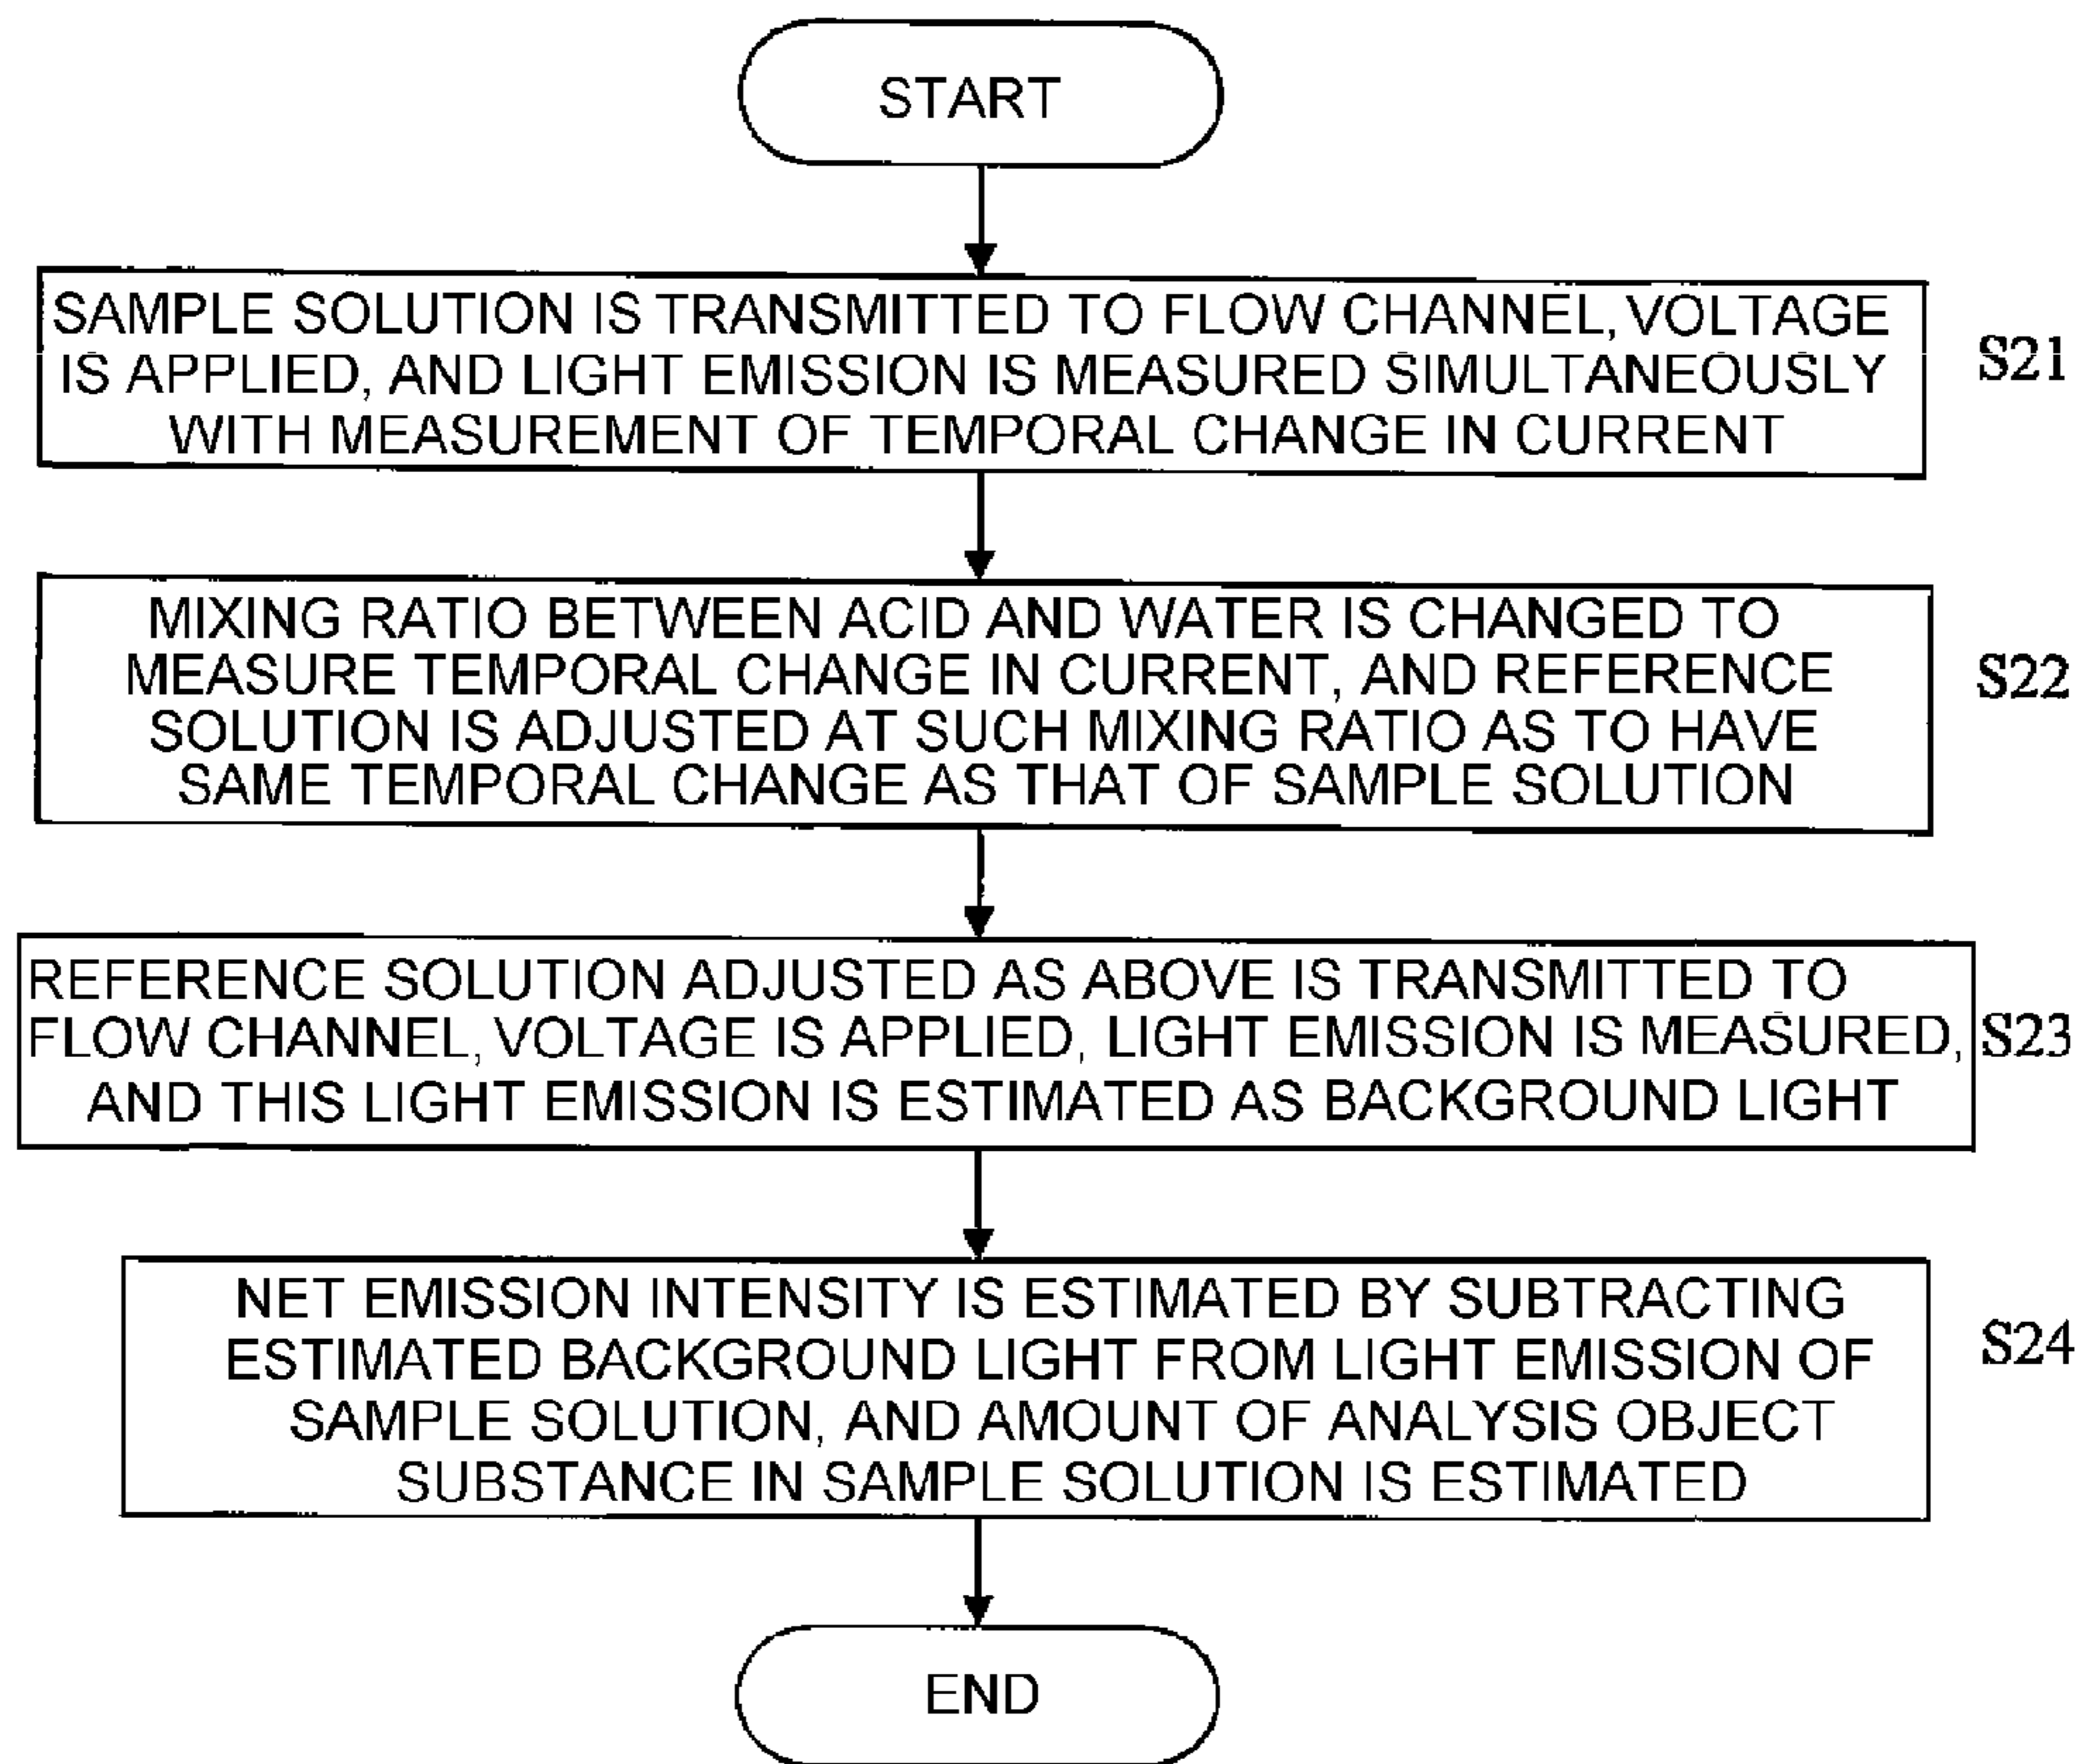 START
SAMPLE SOLUTION IS TRANSMITTED TO FLOW CHANNEL, VOLTAGE
IS APPLIED, AND LIGHT EMISSION IS MEASURED SIMULTANEOUSLY
WITH MEASUREMENT OF TEMPORAL CHANGE IN CURRENT
S21
MIXING RATIO BETWEEN ACID AND WATER IS CHANGED TO
MEASURE TEMPORAL CHANGE IN CURRENT, AND REFERENCE
SOLUTION IS ADJUSTED AT SUCH MIXING RATIO AS TO HAVE
SAME TEMPORAL CHANGE AS THAT OF SAMPLE SOLUTION
S22
REFERENCE SOLUTION ADJUSTED AS ABOVE IS TRANSMITTED TO
FLOW CHANNEL, VOLTAGE IS APPLIED, LIGHT EMISSION IS MEASURED,
AND THIS LIGHT EMISSION IS ESTIMATED AS BACKGROUND LIGHT
S23
NET EMISSION INTENSITY IS ESTIMATED BY SUBTRACTING
ESTIMATED BACKGROUND LIGHT FROM LIGHT EMISSION OF
SAMPLE SOLUTION, AND AMOUNT OF ANALYSIS OBJECT
SUBSTANCE IN SAMPLE SOLUTION IS ESTIMATED
S24
END